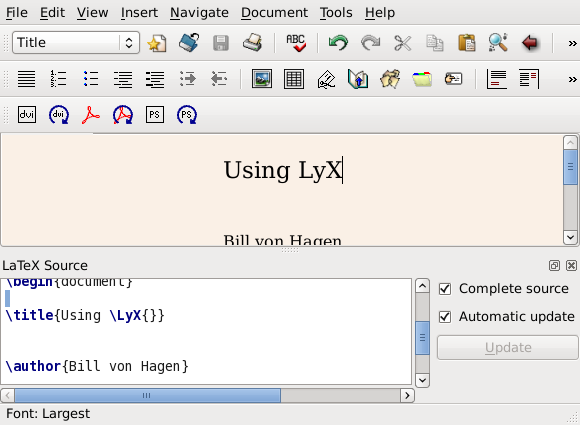 File Edit View Insert Navigate Document Tools Help
Title ABC »
»
dvi dvi PS PS
Using LyX
Bill von Hagen
LaTeX Source
\begin{document}
\title{Using \LyX{}}
\author{Bill von Hagen}
Complete source
Automatic update
Update
Font: Largest